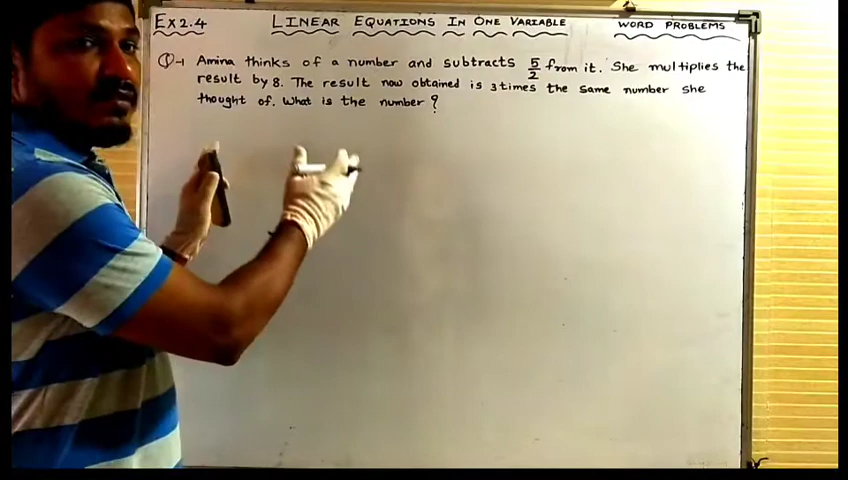 Ex 2.4 LINEAR EQUATIONS IN ONE VARIABLE WORD PROBLEMS
Q-1 Amina thinks of a number and subtracts 5/2 from it. She multiplies the
result by 8. The result now obtained is 3 times the same number she
thought of. What is the number ?